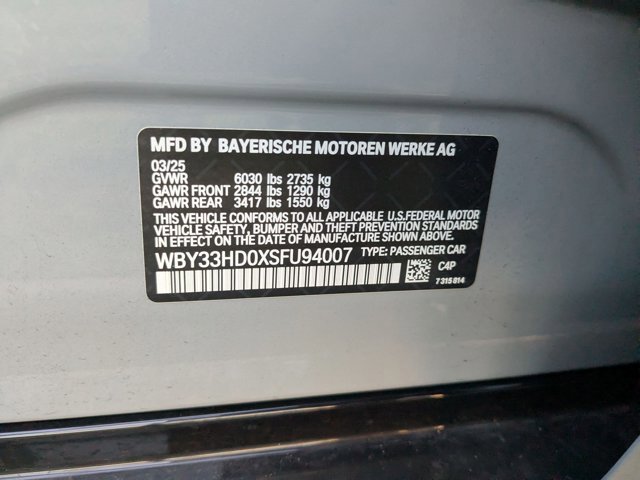 MFD BY BAYERISCHE MOTOREN WERKE AG
03/25
GVWR 6030 lbs 2735 kg
GAWR FRONT 2844 lbs 1290 kg
GAWR REAR 3417 lbs 1550 kg
THIS VEHICLE CONFORMS TO ALL APPLICABLE U.S.FEDERAL MOTOR
VEHICLE SAFETY, BUMPER AND THEFT PREVENTION STANDARDS
IN EFFECT ON THE DATE OF MANUFACTURE SHOWN ABOVE.
WBY33HD0XSFU94007 TYPE: PASSENGER CAR
C4P
7315814